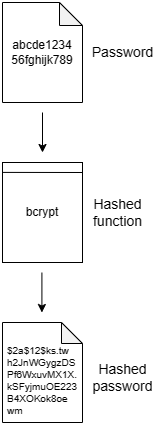 abcde1234
56fghijk789
Password
bcrypt
Hashed
function
$2a$12$ks.tw
h2JnWGygzDS
Pf6WxuvMX1X.
kSFyjmuOE223
B4XOKok8oe
wm
Hashed
password